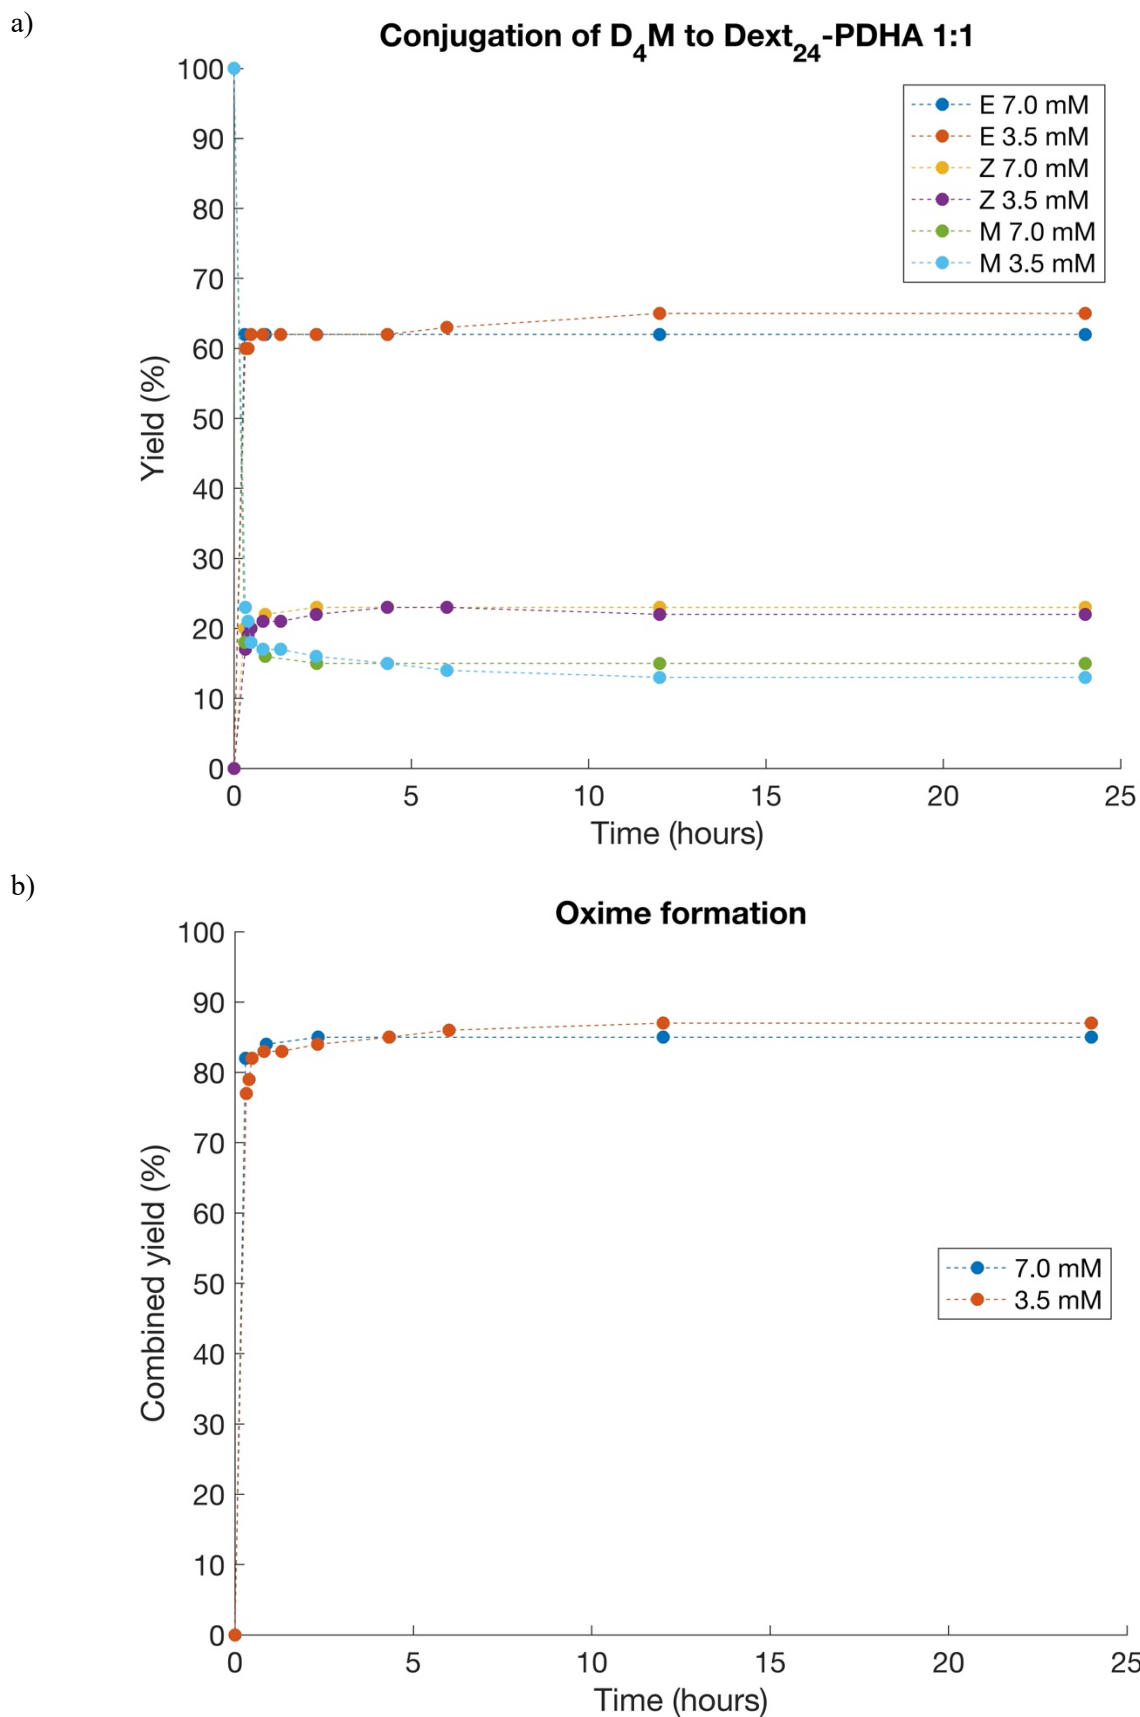 a)
Conjugation of D4M to Dext24-PDHA 1:1
100
90
80
70
60
50
40
30
20
10
0
Yield (%)
E 7.0 mM
E 3.5 mM
Z 7.0 mM
Z 3.5 mM
M 7.0 mM
M 3.5 mM
0 5 10 15 20 25
Time (hours)
b)
Oxime formation
100
90
80
70
60
50
40
30
20
10
0
Combined yield (%)
7.0 mM
3.5 mM
0 5 10 15 20 25
Time (hours)